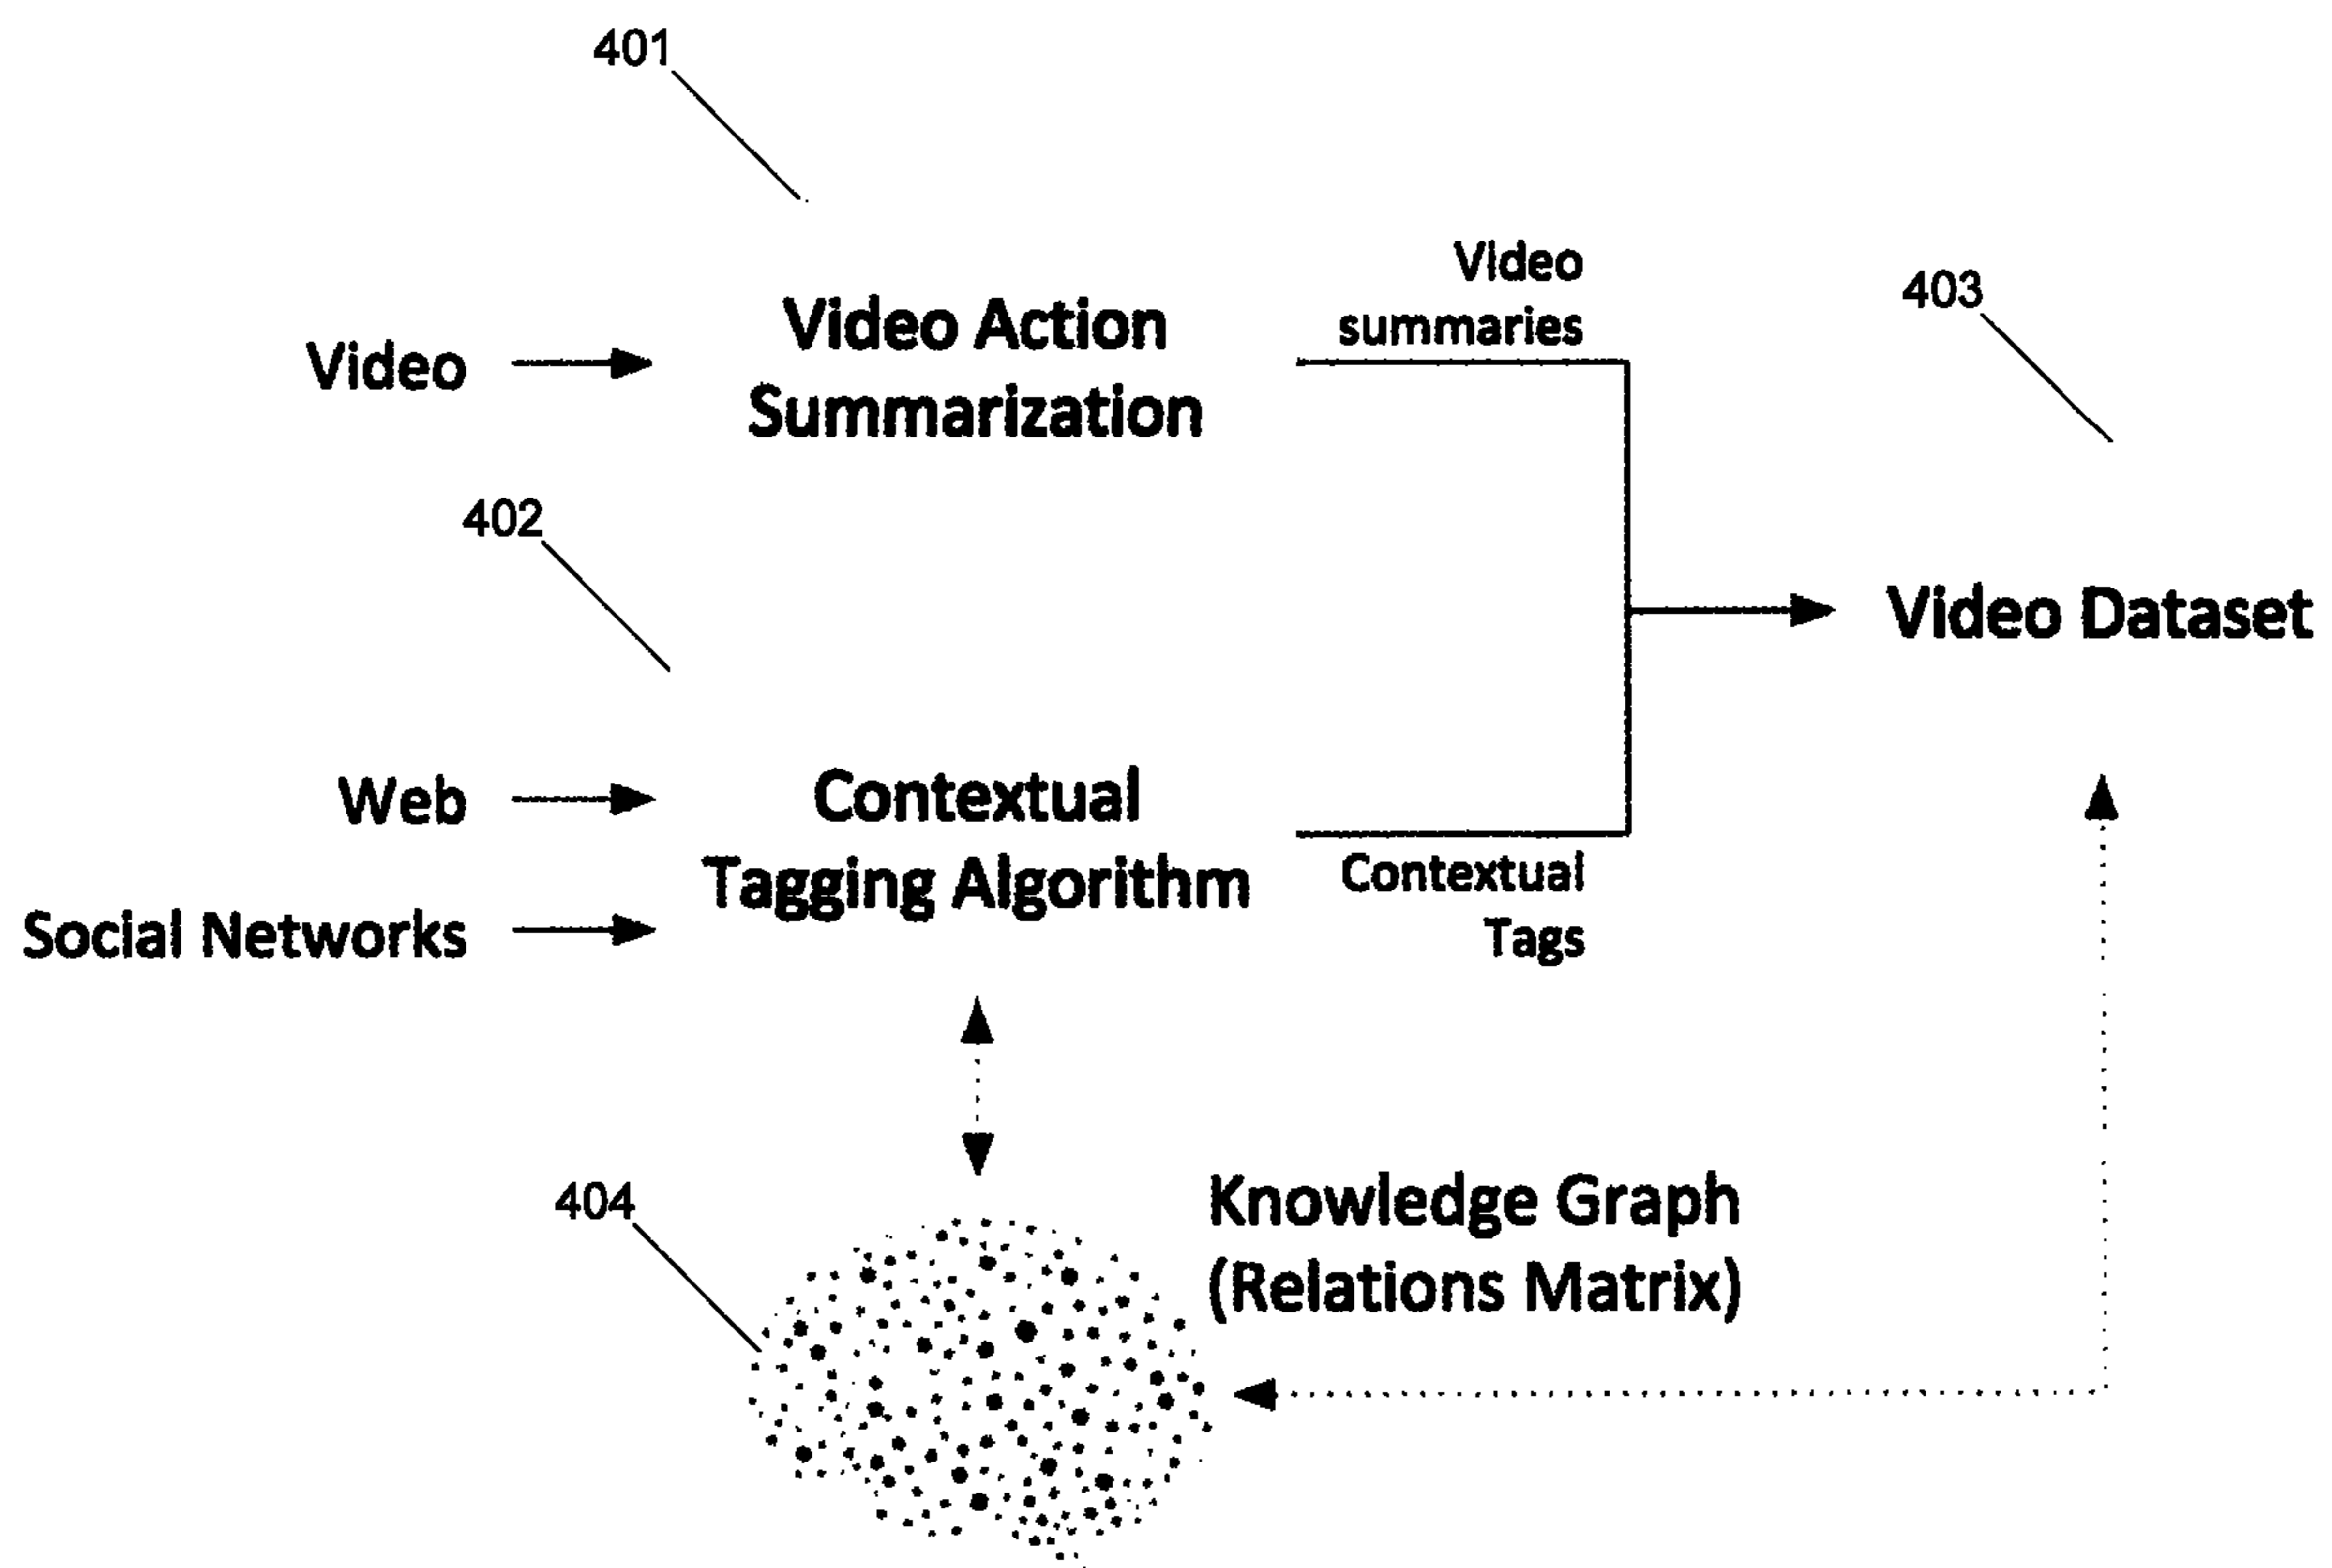 401
Video
summaries
403
Video Action
Summarization
Video
402
Video Dataset
Web
Contextual
Tagging Algorithm
Social Networks
Contextual
Tags
404
Knowledge Graph
(Relations Matrix)